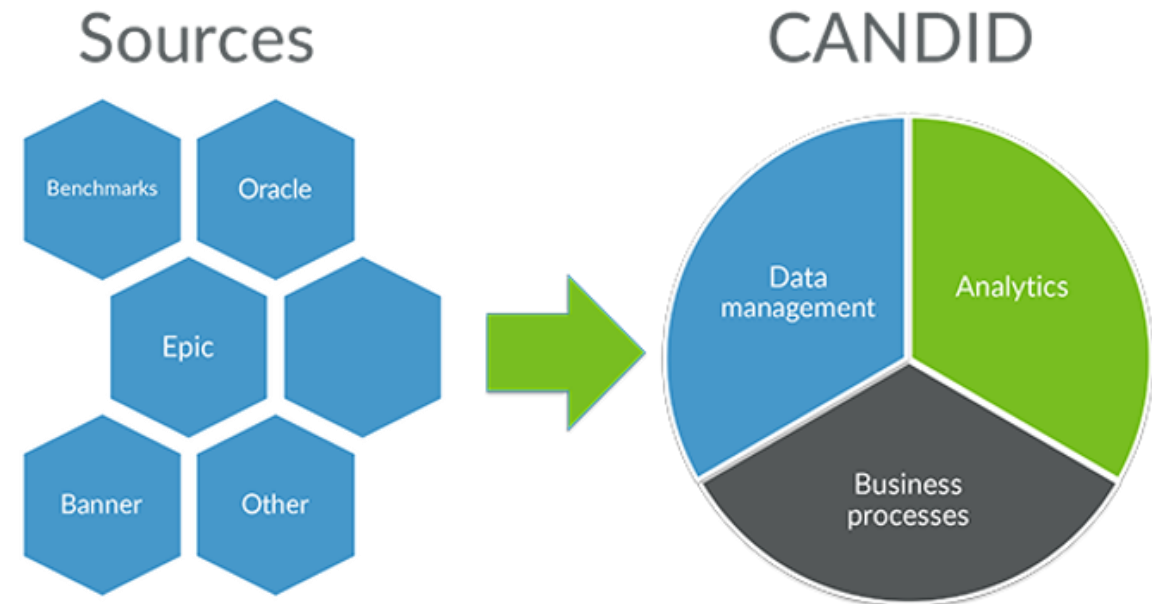 Sources
CANDID
Benchmarks
Oracle
Epic
Banner
Other
Data
management
Analytics
Business
processes